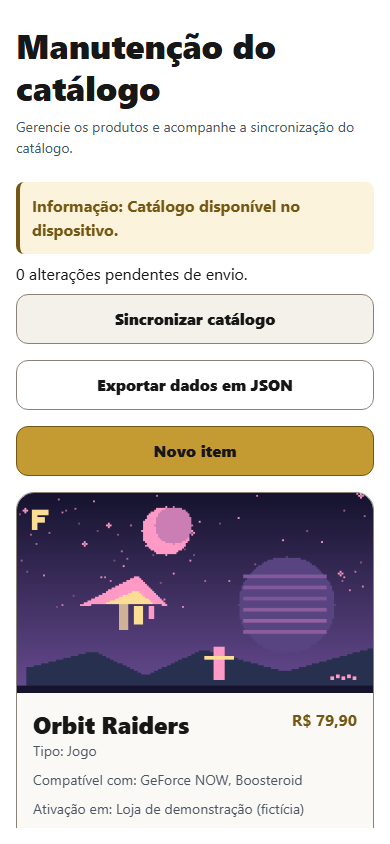 Manutenção do
catálogo
Gerencie os produtos e acompanhe a sincronização do
catálogo.
Informação: Catálogo disponível no
dispositivo.
0 alterações pendentes de envio.
Sincronizar catálogo
Exportar dados em JSON
Novo item
F
Orbit Raiders
R$ 79,90
Tipo: Jogo
Compatível com: GeForce NOW, Boosteroid
Ativação em: Loja de demonstração (fictícia)